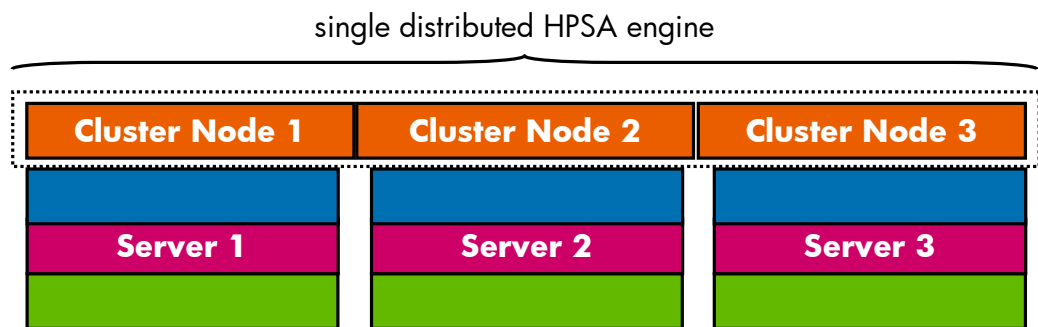 single distributed HPSA engine
Cluster Node 1 Cluster Node 2 Cluster Node 3
Server 1 Server 2 Server 3